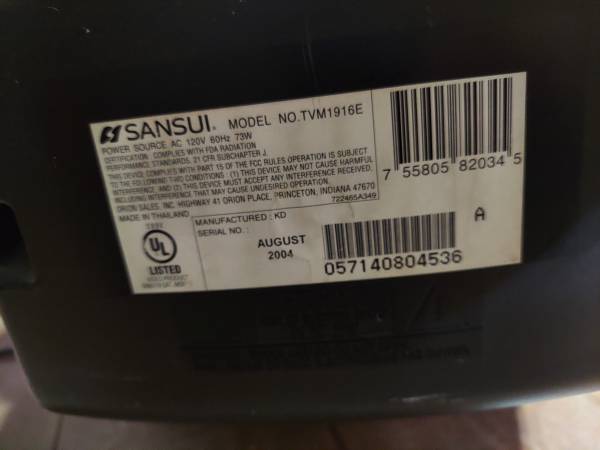 SANSUI. MODEL NO.TVM1916E
POWER SOURCE AC 120V 60Hz 73W
CERTIFICATION COMPLIES WITH FDA RADIATION
PERFORMANCE STANDARDS, 21 CFR SUBCHAPTER J.
THIS DEVICE COMPLIES WITH PART 15 OF THE FCC RULES OPERATION IS SUBJECT
TO THE FOLLOWING TWO CONDITIONS: (1) THIS DEVICE MAY NOT CAUSE HARMFUL
INTERFERENCE, AND (2) THIS DEVICE MUST ACCEPT ANY INTERFERENCE RECEIVED,
INCLUDING INTERFERENCE THAT MAY CAUSE UNDESIRED OPERATION.
ORION SALES, INC. HIGHWAY 41 ORION PLACE, PRINCETON, INDIANA 47670
MADE IN THAILAND
722465A349
7 55805 82034 5
MANUFACTURED : KD
SERIAL NO. :
AUGUST
2004
A
057140804536
UL
LISTED
VIDEO PRODUCT